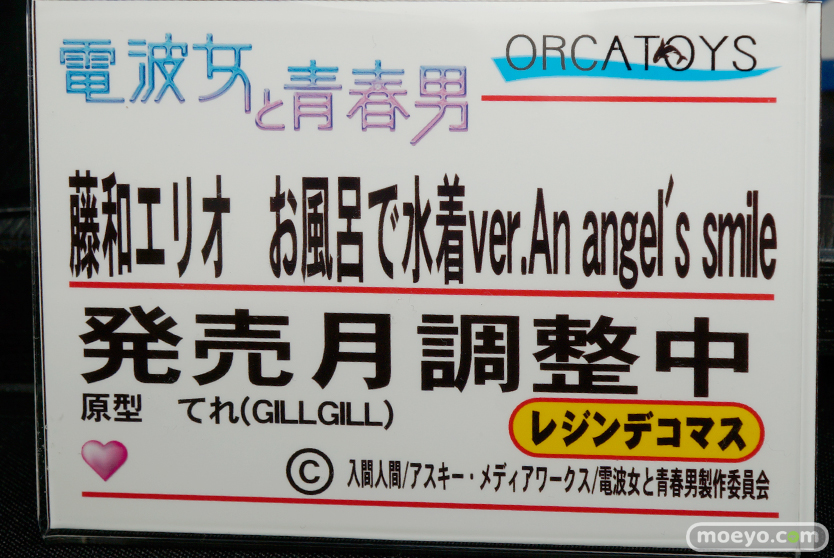 電波女と青春男
ORCATOYS
藤和エリオ　お風呂で水着ver.An angel's smile
発売月調整中
原型　てれ(GILLGILL)
レジンデコマス
©入間人間/アスキー・メディアワークス/電波女と青春男製作委員会
moeyo.com